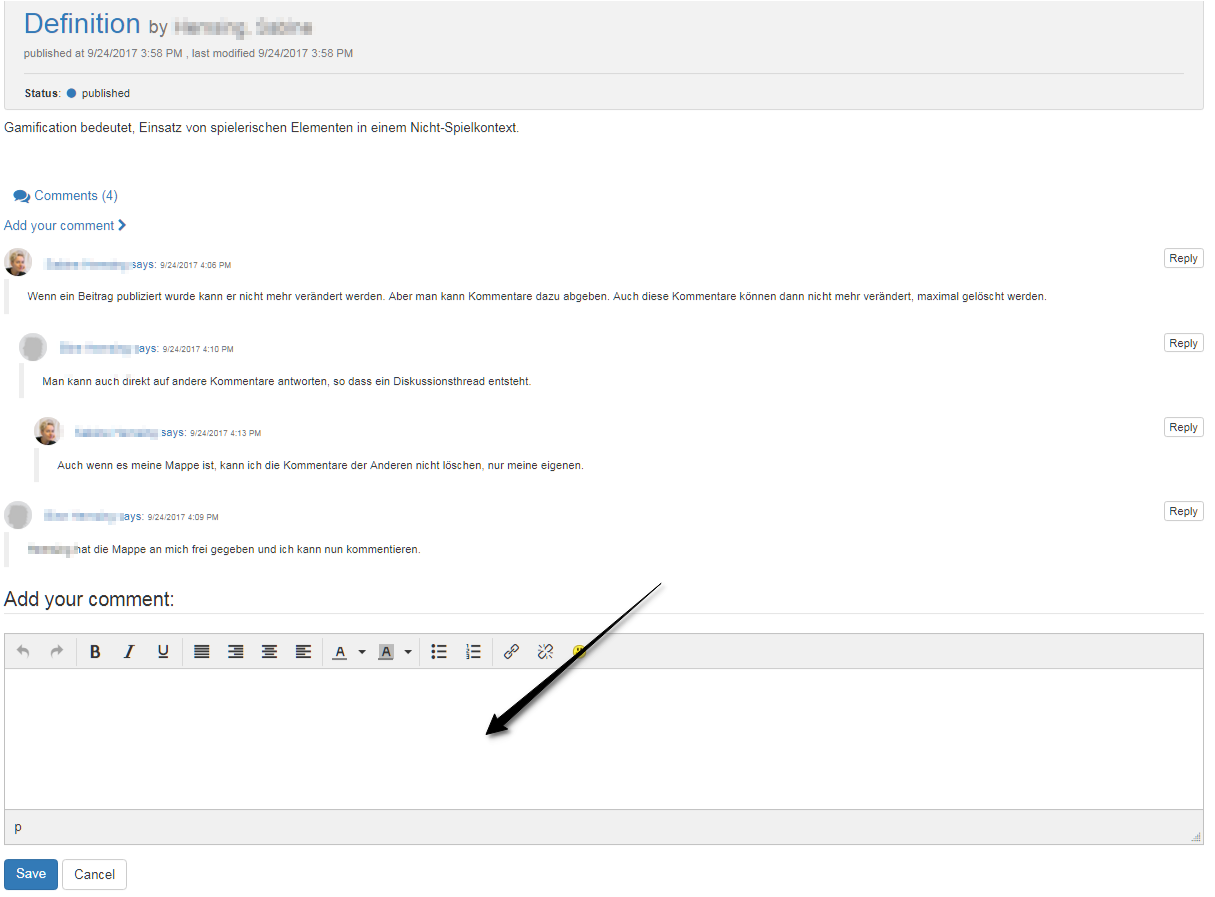 Definition by
published at 9/24/2017 3:58 PM , last modified 9/24/2017 3:58 PM
Status: published
Gamification bedeutet, Einsatz von spielerischen Elementen in einem Nicht-Spielkontext.
Comments (4)
Add your comment
says: 9/24/2017 4:06 PM
Reply
Wenn ein Beitrag publiziert wurde kann er nicht mehr verändert werden. Aber man kann Kommentare dazu abgeben. Auch diese Kommentare können dann nicht mehr verändert, maximal gelöscht werden.
says: 9/24/2017 4:10 PM
Reply
Man kann auch direkt auf andere Kommentare antworten, so dass ein Diskussionsthread entsteht.
says: 9/24/2017 4:13 PM
Reply
Auch wenn es meine Mappe ist, kann ich die Kommentare der Anderen nicht löschen, nur meine eigenen.
says: 9/24/2017 4:09 PM
Reply
hat die Mappe an mich frei gegeben und ich kann nun kommentieren.
Add your comment:
B I U A A
p
Save Cancel